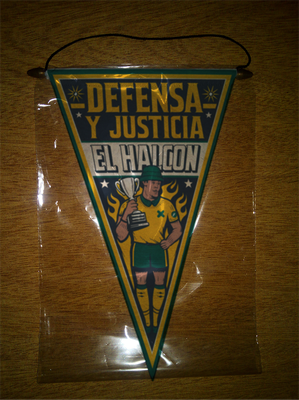 DEFENSA
Y JUSTICIA
EL HALCON